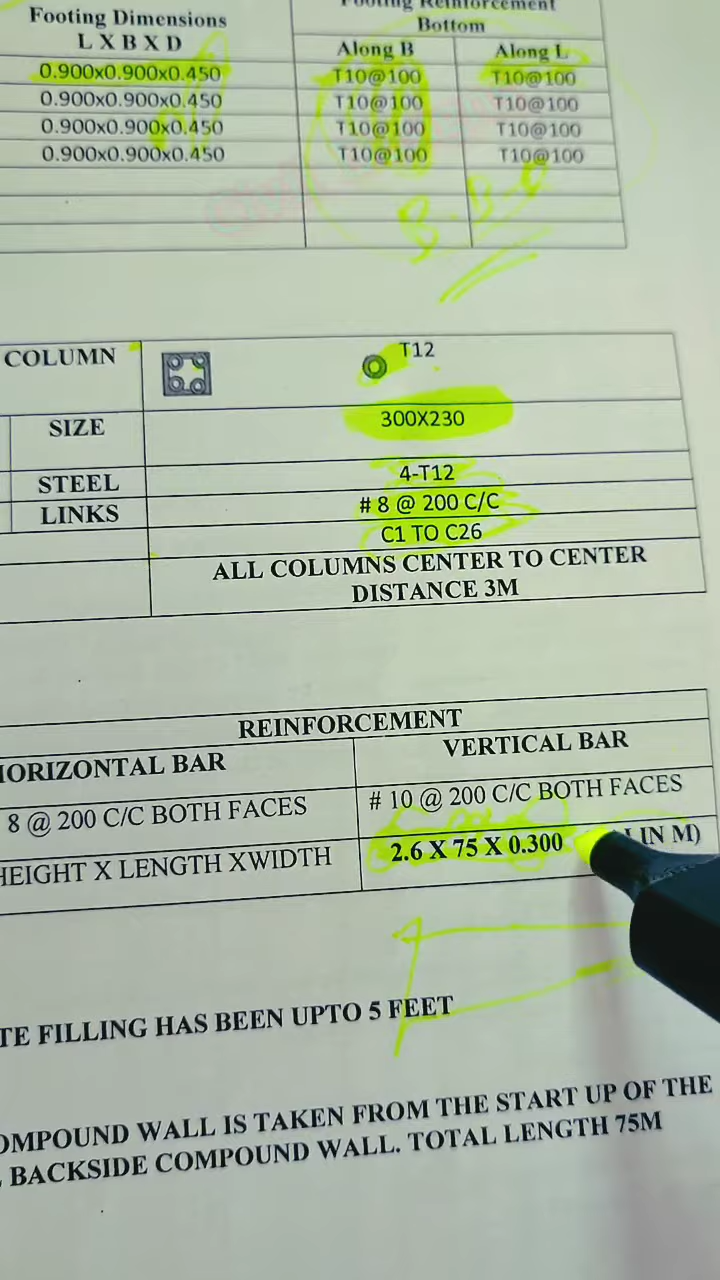 Footing Reinforcement
Footing Dimensions
Bottom
L X B X D
Along B
Along L
0.900x0.900x0.450
T10@100
T10@100
0.900x0.900x0.450
T10@100
T10@100
0.900x0.900x0.450
T10@100
T10@100
0.900x0.900x0.450
T10@100
T10@100
COLUMN
T12
SIZE
300X230
STEEL
4-T12
LINKS
# 8 @ 200 C/C
C1 TO C26
ALL COLUMNS CENTER TO CENTER
DISTANCE 3M
REINFORCEMENT
HORIZONTAL BAR
VERTICAL BAR
8 @ 200 C/C BOTH FACES
# 10 @ 200 C/C BOTH FACES
HEIGHT X LENGTH XWIDTH
2.6 X 75 X 0.300
IN M)
TE FILLING HAS BEEN UPTO 5 FEET
OMPOUND WALL IS TAKEN FROM THE START UP OF THE
BACKSIDE COMPOUND WALL. TOTAL LENGTH 75M